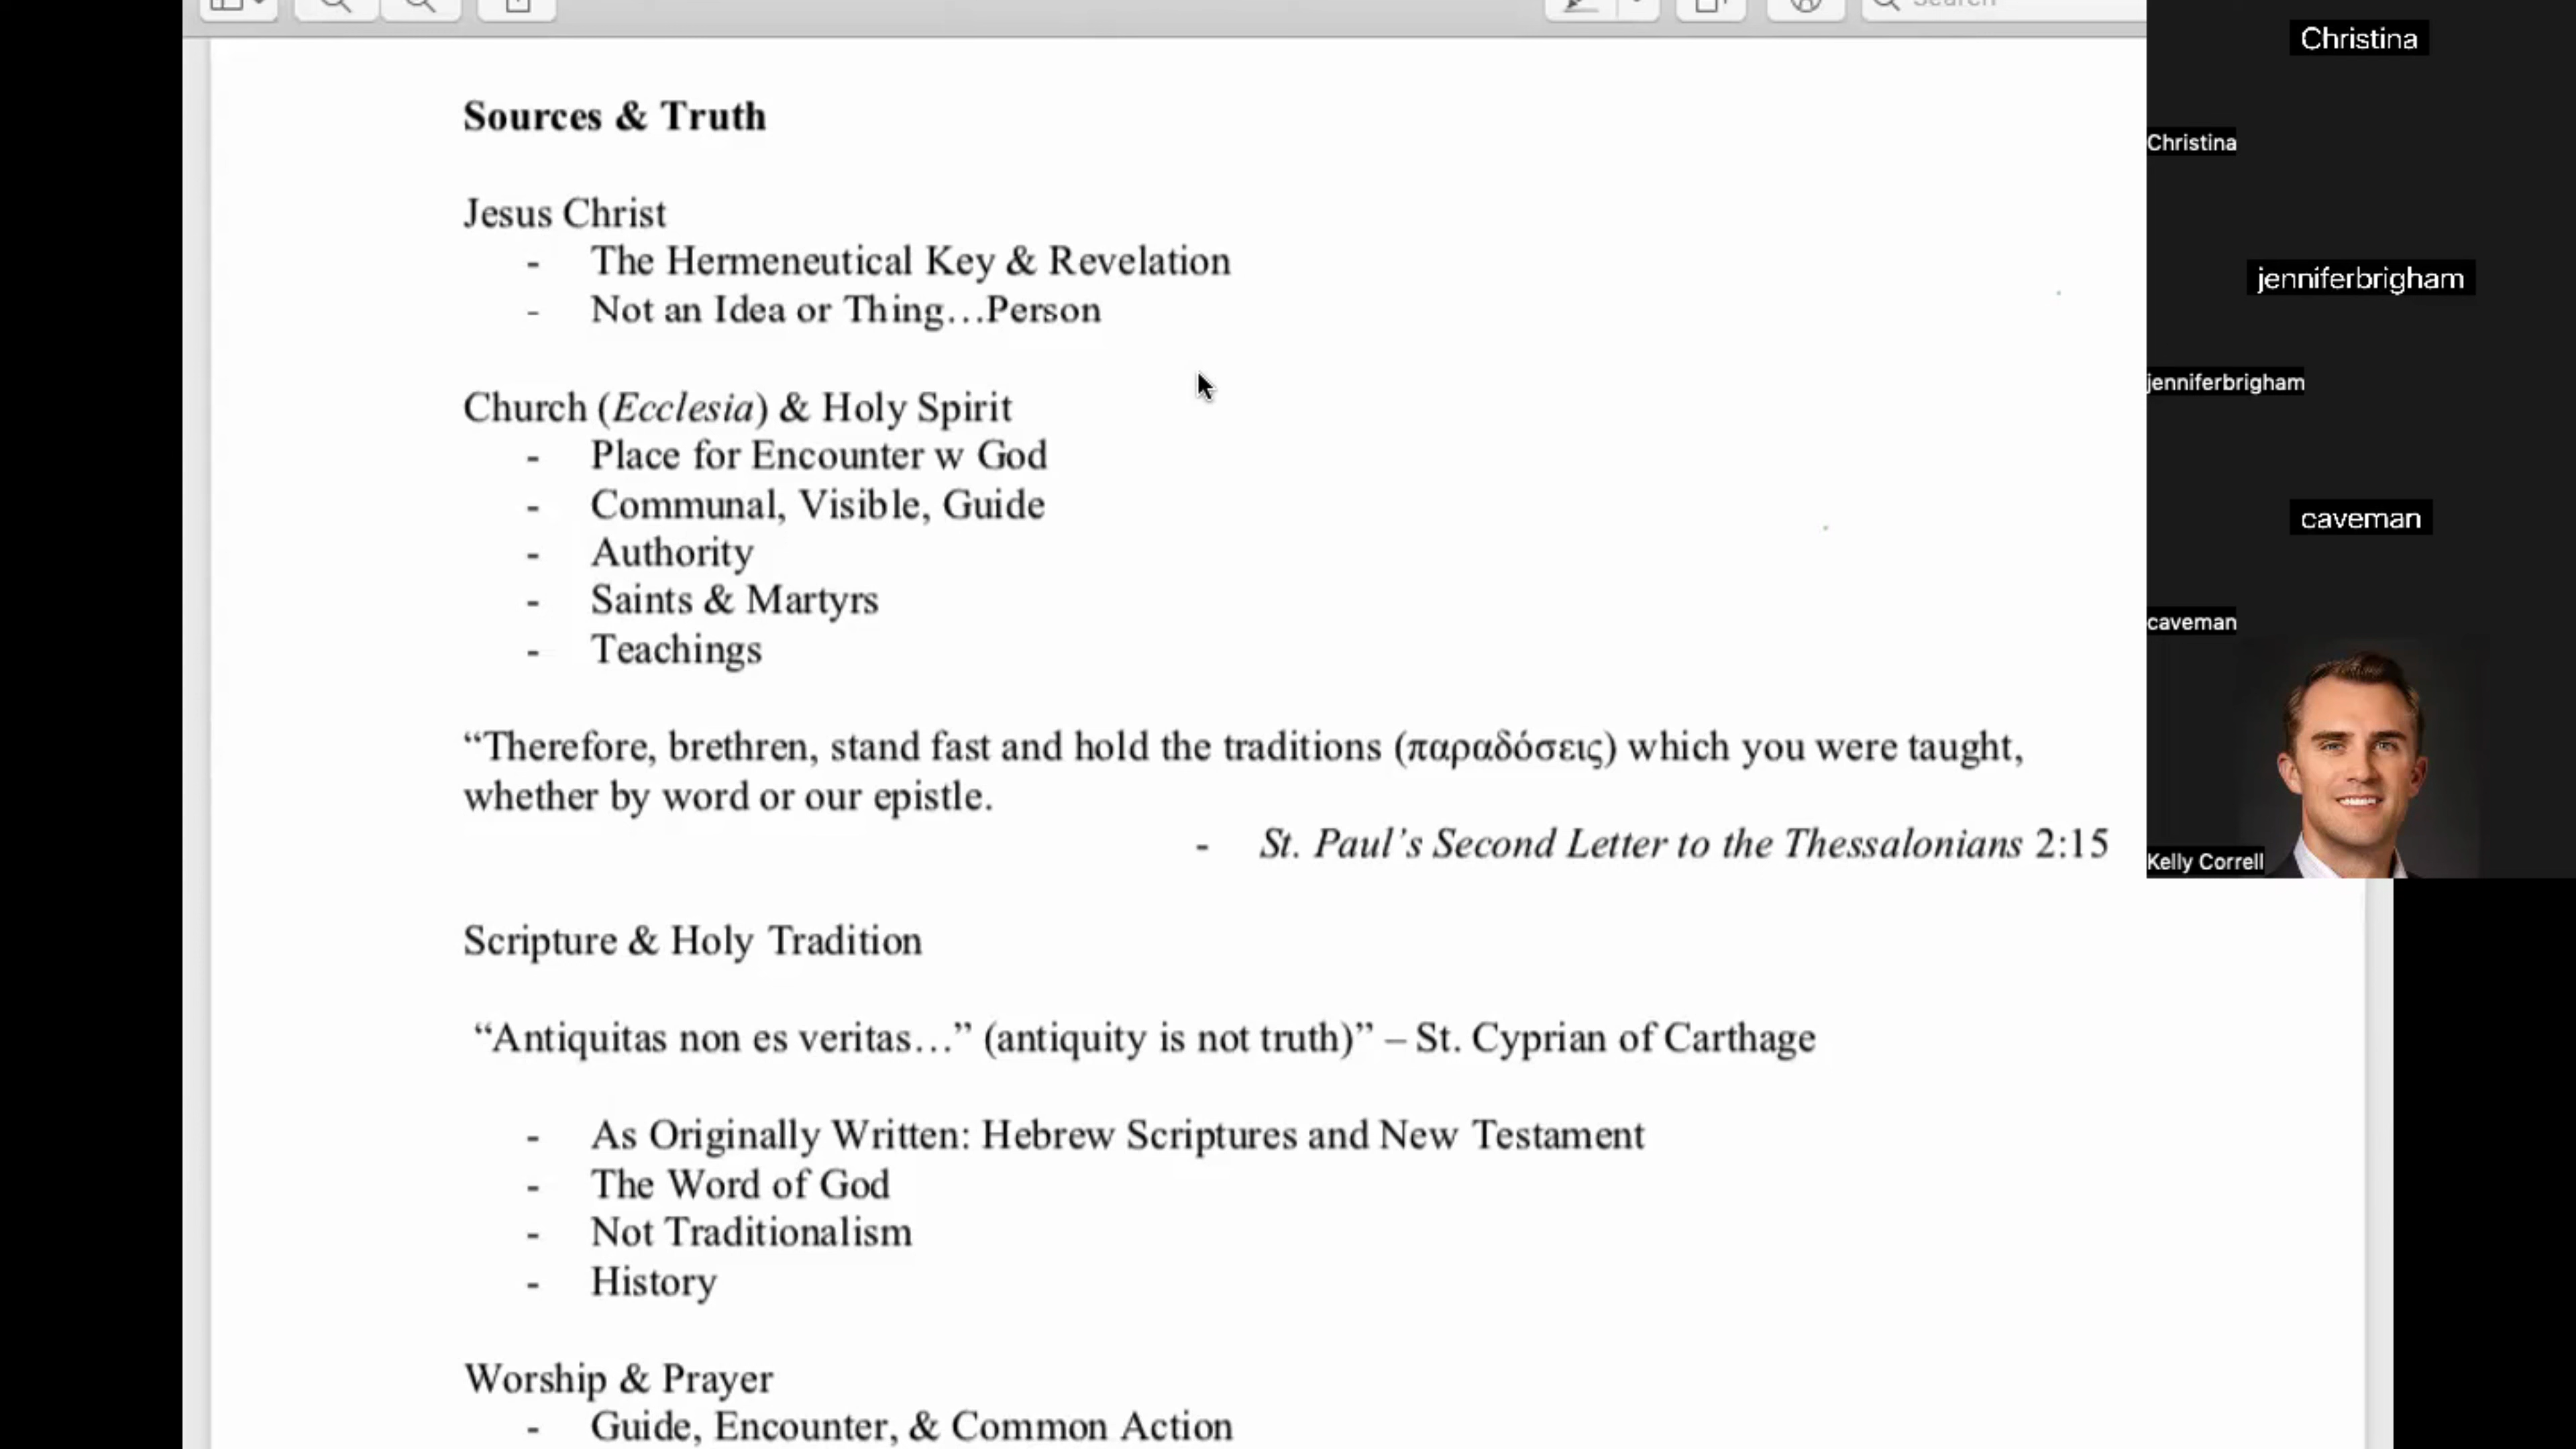 Search
Sources & Truth
Jesus Christ
- The Hermeneutical Key & Revelation
- Not an Idea or Thing…Person
Church (Ecclesia) & Holy Spirit
- Place for Encounter w God
- Communal, Visible, Guide
- Authority
- Saints & Martyrs
- Teachings
“Therefore, brethren, stand fast and hold the traditions (παραδόσεις) which you were taught,
whether by word or our epistle.
- St. Paul’s Second Letter to the Thessalonians 2:15
Scripture & Holy Tradition
“Antiquitas non es veritas…” (antiquity is not truth)” – St. Cyprian of Carthage
- As Originally Written: Hebrew Scriptures and New Testament
- The Word of God
- Not Traditionalism
- History
Worship & Prayer
- Guide, Encounter, & Common Action
Christina
Christina
jenniferbrigham
jenniferbrigham
caveman
caveman
Kelly Correll